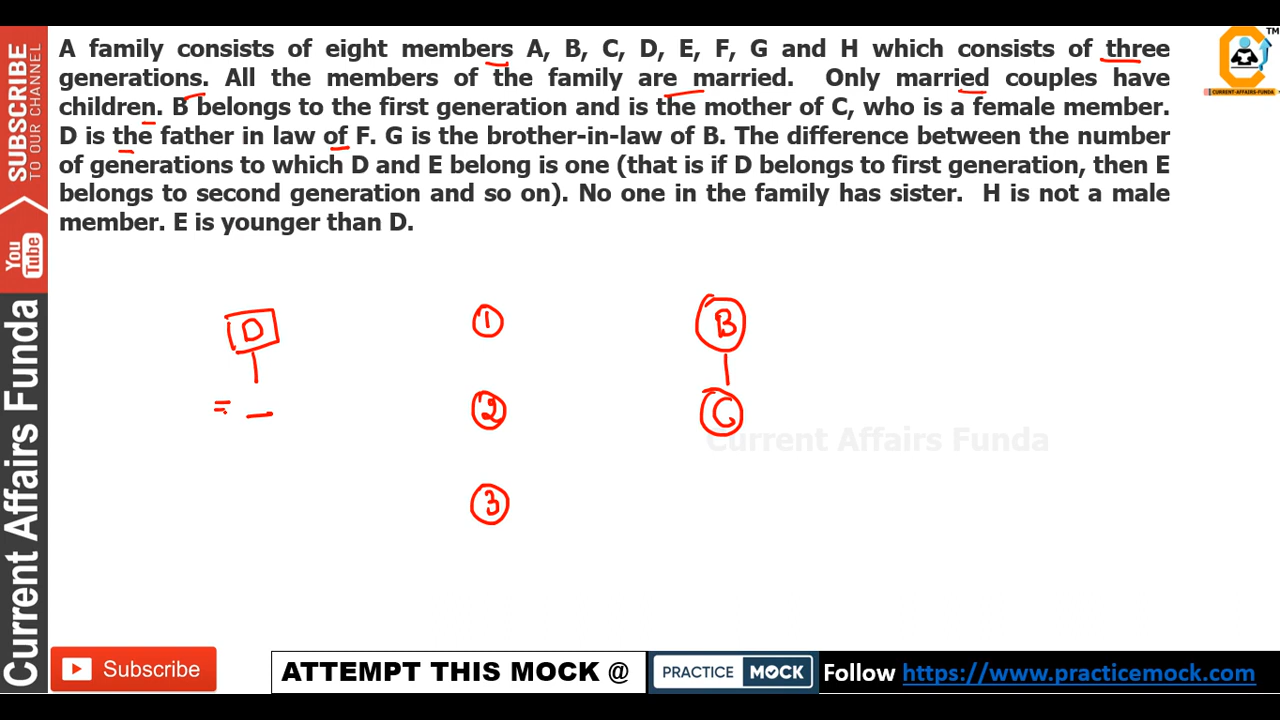 A family consists of eight members A, B, C, D, E, F, G and H which consists of three
generations. All the members of the family are married. Only married couples have
children. B belongs to the first generation and is the mother of C, who is a female member.
D is the father in law of F. G is the brother-in-law of B. The difference between the number
of generations to which D and E belong is one (that is if D belongs to first generation, then E
belongs to second generation and so on). No one in the family has sister. H is not a male
member. E is younger than D.
TM
CURRENT-AFFAIRS-FUNDA
SUBSCRIBE
TO OUR CHANNEL
You
Tube
Current Affairs Funda
D
1
B
= –
2
C
Current Affairs Funda
3
Subscribe
ATTEMPT THIS MOCK @
PRACTICE MOCK
Follow https://www.practicemock.com